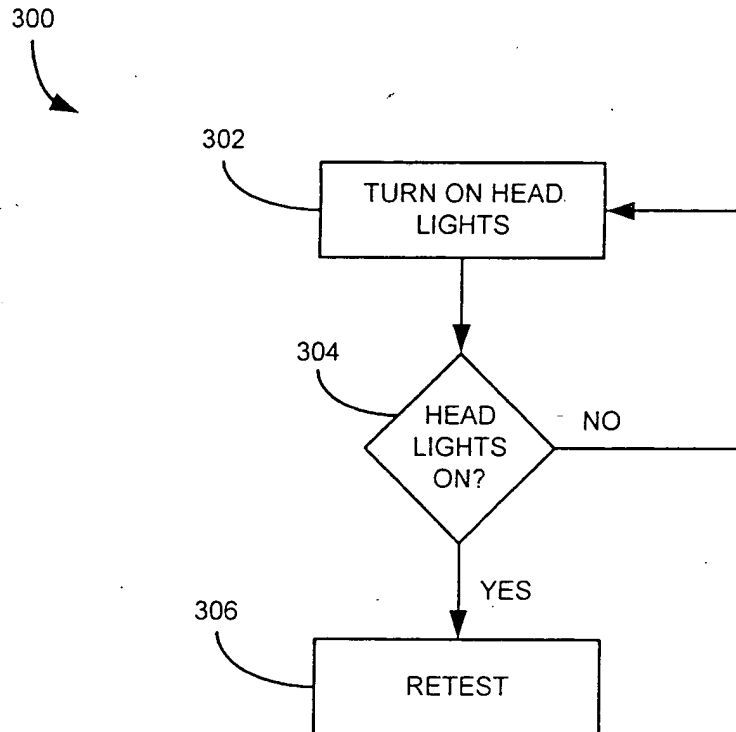 300
302
TURN ON HEAD
LIGHTS
304
HEAD
LIGHTS
ON?
NO
YES
306
RETEST